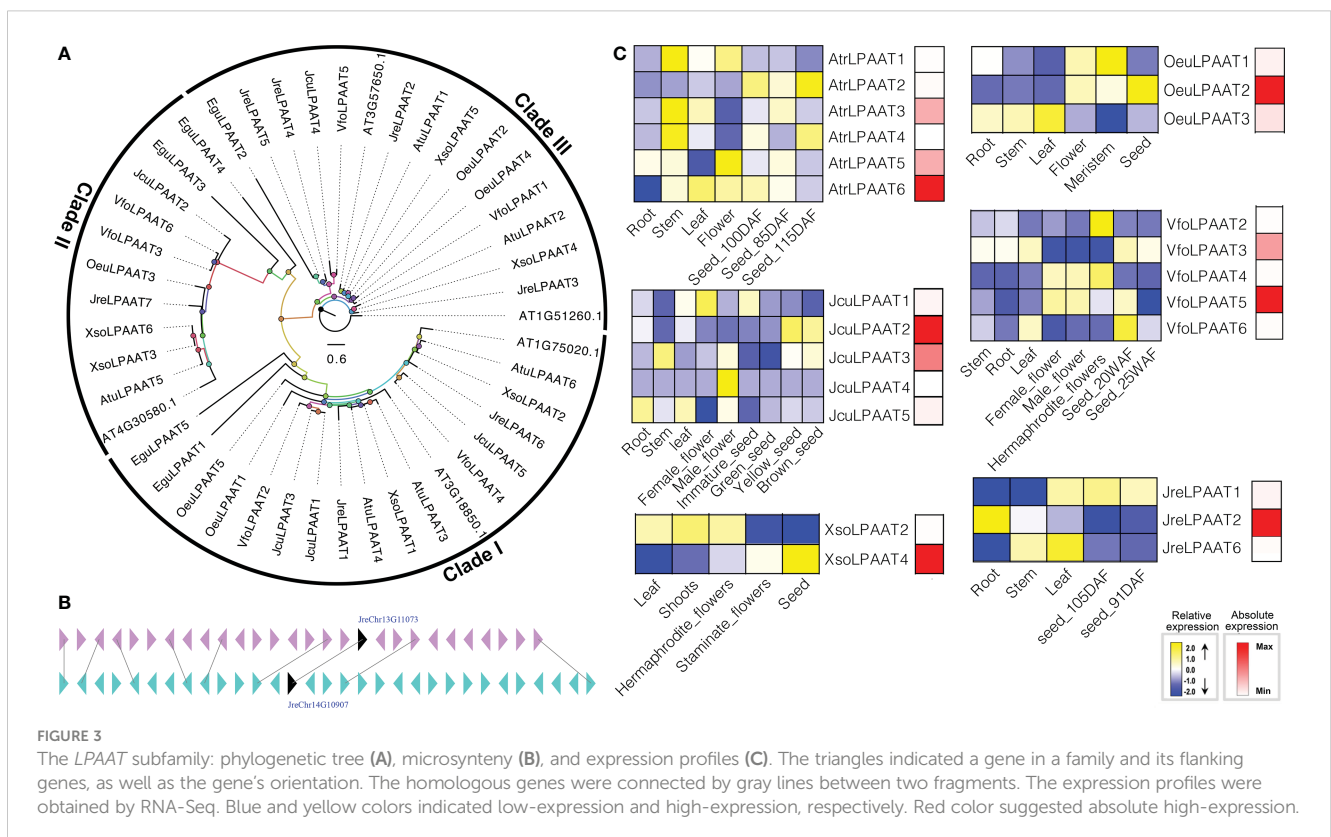 A
Clade III
Clade II
Clade I
EguLPAAT2
JreLPAAT5
JreLPAAT4
JcuLPAAT4
VfoLPAAT5
AT3G57650.1
JreLPAAT2
AtuLPAAT1
XsoLPAAT5
OeuLPAAT2
OeuLPAAT4
VfoLPAAT1
AtuLPAAT2
XsoLPAAT4
JreLPAAT3
AT1G51260.1
AT1G75020.1
AtuLPAAT6
XsoLPAAT2
JreLPAAT6
JcuLPAAT5
VfoLPAAT4
AT3G18850.1
AtuLPAAT3
XsoLPAAT1
AtuLPAAT4
JreLPAAT1
JcuLPAAT1
JcuLPAAT3
VfoLPAAT2
OeuLPAAT1
OeuLPAAT5
EguLPAAT1
EguLPAAT5
AT4G30580.1
AtuLPAAT5
XsoLPAAT3
XsoLPAAT6
JreLPAAT7
OeuLPAAT3
VfoLPAAT3
VfoLPAAT6
JcuLPAAT2
EguLPAAT3
EguLPAAT4
0.6
B
JreChr13G11073
JreChr14G10907
C
AtrLPAAT1
AtrLPAAT2
AtrLPAAT3
AtrLPAAT4
AtrLPAAT5
AtrLPAAT6
Root
Stem
Leaf
Flower
Seed_100DAF
Seed_85DAF
Seed_115DAF
OeuLPAAT1
OeuLPAAT2
OeuLPAAT3
Root
Stem
Leaf
Flower
Meristem
Seed
JcuLPAAT1
JcuLPAAT2
JcuLPAAT3
JcuLPAAT4
JcuLPAAT5
Root
Stem
leaf
Female_flower
Male_flower
Immature_seed
Green_seed
Yellow_seed
Brown_seed
VfoLPAAT2
VfoLPAAT3
VfoLPAAT4
VfoLPAAT5
VfoLPAAT6
Stem
Root
Leaf
Female_flower
Male_flower
Hermaphrodite_flowers
Seed_20WAF
Seed_25WAF
XsoLPAAT2
XsoLPAAT4
Leaf
Shoots
Hermaphrodite_flowers
Staminate_flowers
Seed
JreLPAAT1
JreLPAAT2
JreLPAAT6
Root
Stem
Leaf
seed_105DAF
seed_91DAF
Relative expression
2.0
1.0
0.0
-1.0
-2.0
Absolute expression
Max
Min
FIGURE 3
The LPAAT subfamily: phylogenetic tree (A), microsynteny (B), and expression profiles (C). The triangles indicated a gene in a family and its flanking
genes, as well as the gene's orientation. The homologous genes were connected by gray lines between two fragments. The expression profiles were
obtained by RNA-Seq. Blue and yellow colors indicated low-expression and high-expression, respectively. Red color suggested absolute high-expression.